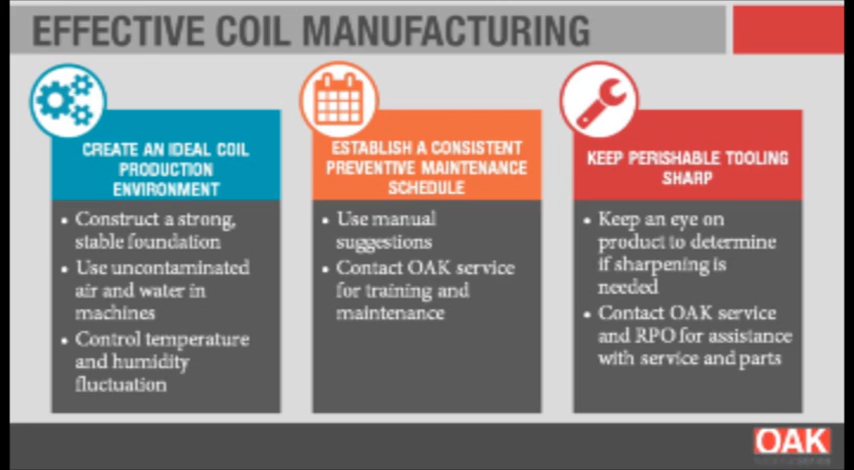 EFFECTIVE COIL MANUFACTURING
CREATE AN IDEAL COIL
PRODUCTION
ENVIRONMENT
• Construct a strong,
stable foundation
• Use uncontaminated
air and water in
machines
• Control temperature
and humidity
fluctuation
ESTABLISH A CONSISTENT
PREVENTIVE MAINTENANCE
SCHEDULE
• Use manual
suggestions
• Contact OAK service
for training and
maintenance
KEEP PERISHABLE TOOLING
SHARP
• Keep an eye on
product to determine
if sharpening is
needed
• Contact OAK service
and RPO for assistance
with service and parts
OAK